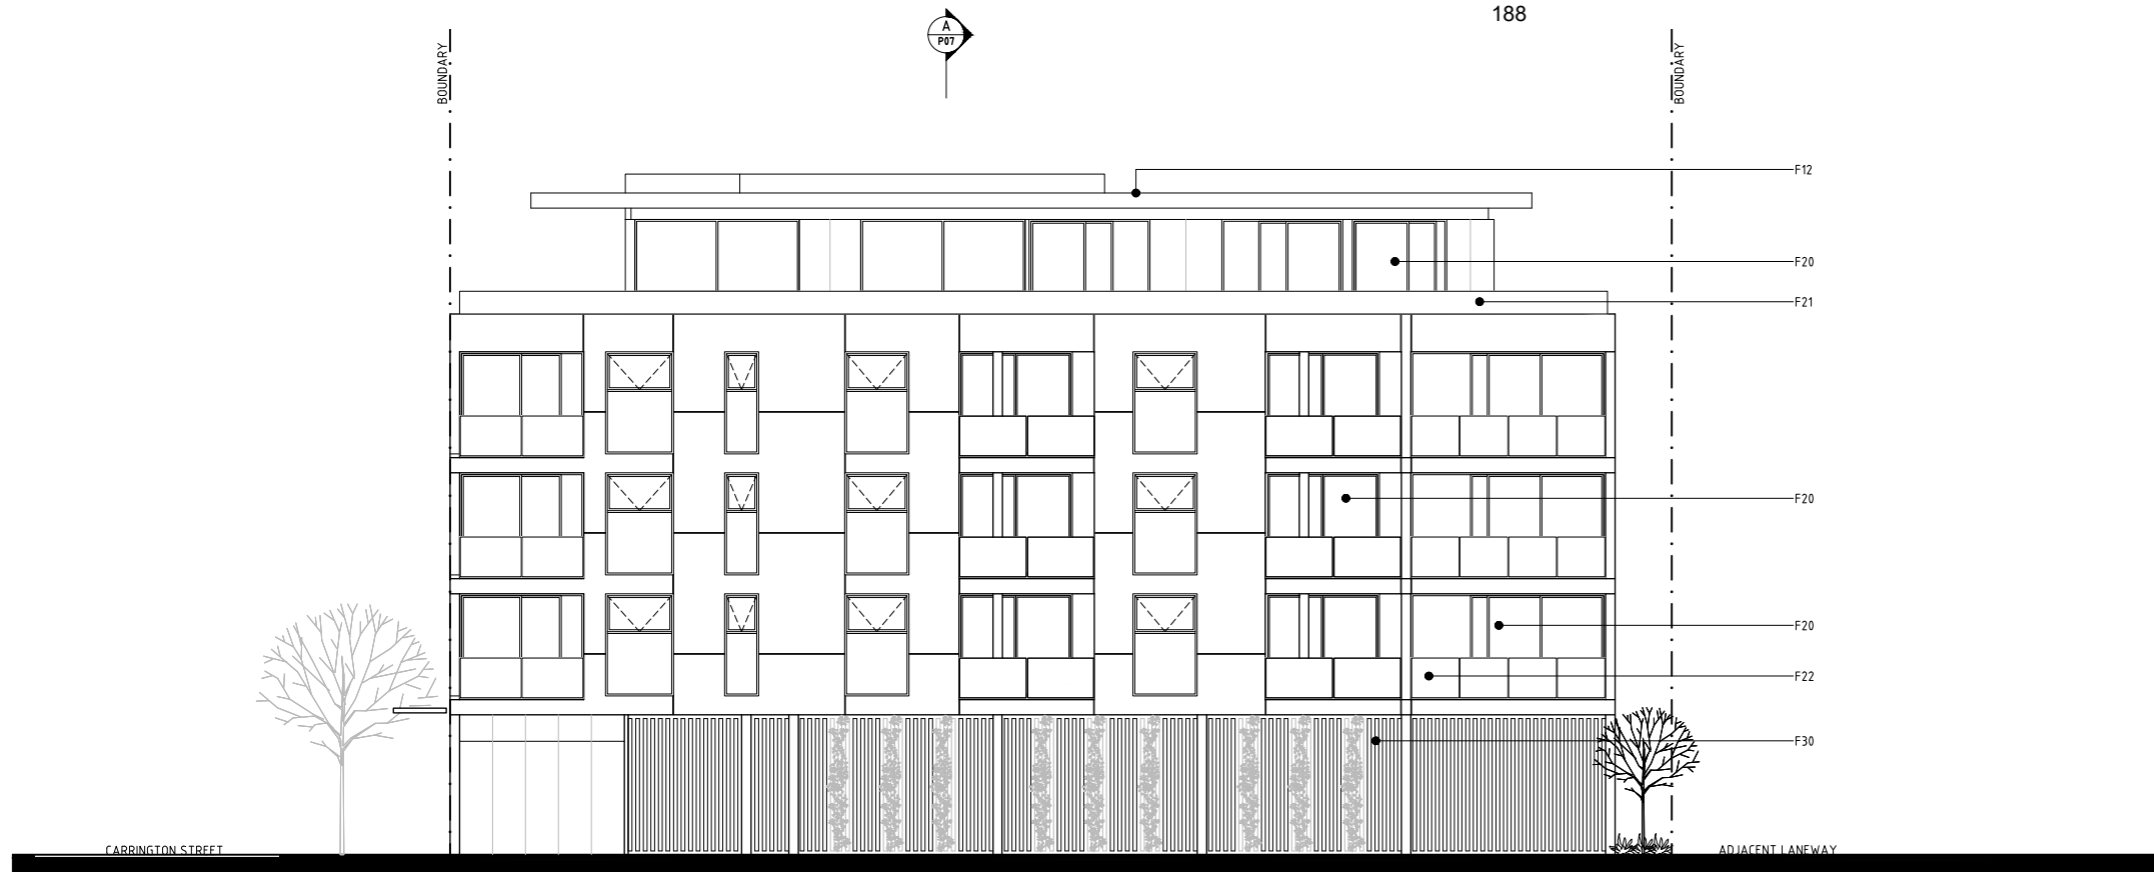 188
A
P07
BOUNDARY
BOUNDARY
F12
F20
F21
F20
F20
F22
F30
CARRINGTON STREET
ADJACENT LANEWAY